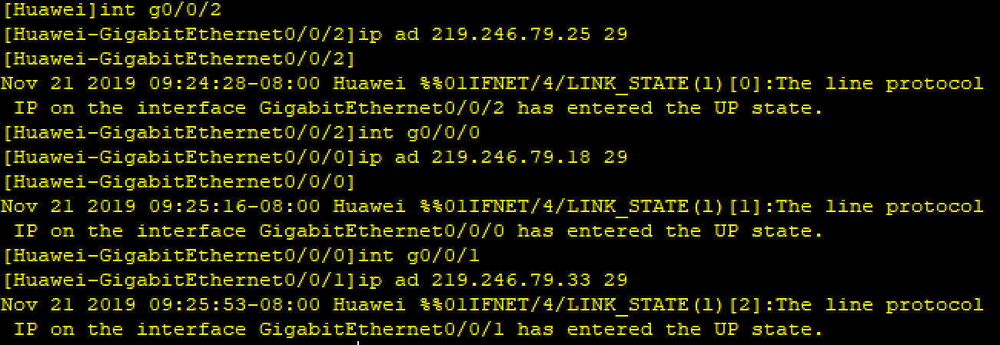 [Huawei]int g0/0/2
[Huawei-GigabitEthernet0/0/2]ip ad 219.246.79.25 29
[Huawei-GigabitEthernet0/0/2]
Nov 21 2019 09:24:28-08:00 Huawei %%01IFNET/4/LINK_STATE(l)[0]:The line protocol
 IP on the interface GigabitEthernet0/0/2 has entered the UP state.
[Huawei-GigabitEthernet0/0/2]int g0/0/0
[Huawei-GigabitEthernet0/0/0]ip ad 219.246.79.18 29
[Huawei-GigabitEthernet0/0/0]
Nov 21 2019 09:25:16-08:00 Huawei %%01IFNET/4/LINK_STATE(l)[1]:The line protocol
 IP on the interface GigabitEthernet0/0/0 has entered the UP state.
[Huawei-GigabitEthernet0/0/0]int g0/0/1
[Huawei-GigabitEthernet0/0/1]ip ad 219.246.79.33 29
Nov 21 2019 09:25:53-08:00 Huawei %%01IFNET/4/LINK_STATE(l)[2]:The line protocol
 IP on the interface GigabitEthernet0/0/1 has entered the UP state.